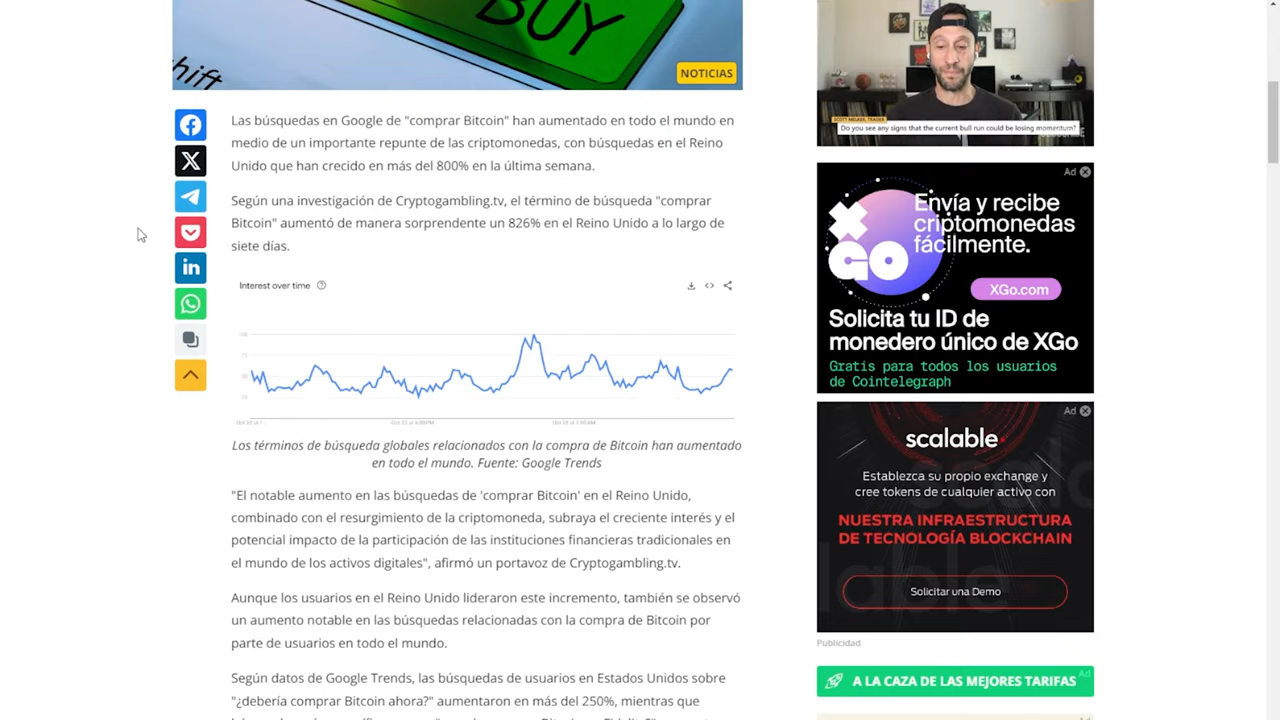 BUY
shift
NOTICIAS
Las búsquedas en Google de "comprar Bitcoin" han aumentado en todo el mundo en
medio de un importante repunte de las criptomonedas, con búsquedas en el Reino
Unido que han crecido en más del 800% en la última semana.
Según una investigación de Cryptogambling.tv, el término de búsqueda "comprar
Bitcoin" aumentó de manera sorprendente un 826% en el Reino Unido a lo largo de
siete días.
Interest over time
Los términos de búsqueda globales relacionados con la compra de Bitcoin han aumentado
en todo el mundo. Fuente: Google Trends
"El notable aumento en las búsquedas de 'comprar Bitcoin' en el Reino Unido,
combinado con el resurgimiento de la criptomoneda, subraya el creciente interés y el
potencial impacto de la participación de las instituciones financieras tradicionales en
el mundo de los activos digitales", afirmó un portavoz de Cryptogambling.tv.
Aunque los usuarios en el Reino Unido lideraron este incremento, también se observó
un aumento notable en las búsquedas relacionadas con la compra de Bitcoin por
parte de usuarios en todo el mundo.
Según datos de Google Trends, las búsquedas de usuarios en Estados Unidos sobre
"¿debería comprar Bitcoin ahora?" aumentaron en más del 250%, mientras que
SCOTT MELKER, TRADER
Do you see any signs that the current bull run could be losing momentum?
Ad
XGO
Envía y recibe
criptomonedas
fácilmente.
XGo.com
Solicita tu ID de
monedero único de XGo
Gratis para todos los usuarios
de Cointelegraph
Ad
scalable
Establezca su propio exchange y
cree tokens de cualquier activo con
NUESTRA INFRAESTRUCTURA
DE TECNOLOGÍA BLOCKCHAIN
Solicitar una Demo
Publicidad
A LA CAZA DE LAS MEJORES TARIFAS
Ad